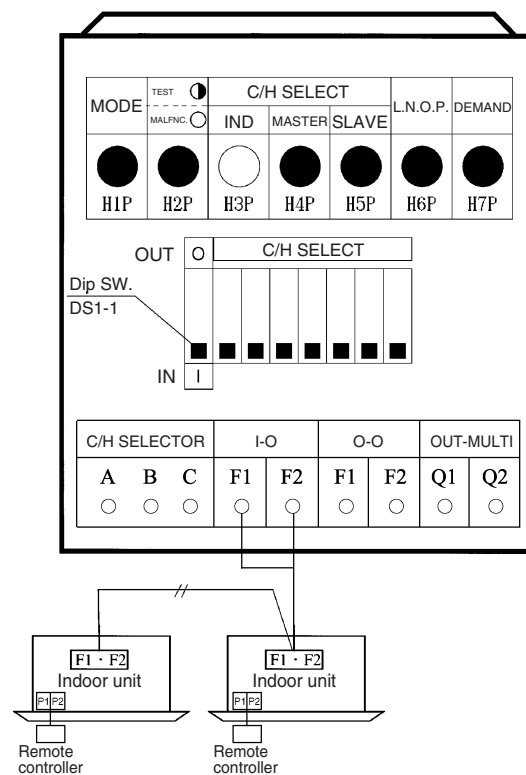 MODE TEST C/H SELECT L.N.O.P. DEMAND
MALFNC. IND MASTER SLAVE
H1P H2P H3P H4P H5P H6P H7P
OUT O C/H SELECT
Dip SW.
DS1-1
IN I
C/H SELECTOR I-O O-O OUT-MULTI
A B C F1 F2 F1 F2 Q1 Q2
F1 · F2 F1 · F2
Indoor unit Indoor unit
P1 P2 P1 P2
Remote Remote
controller controller